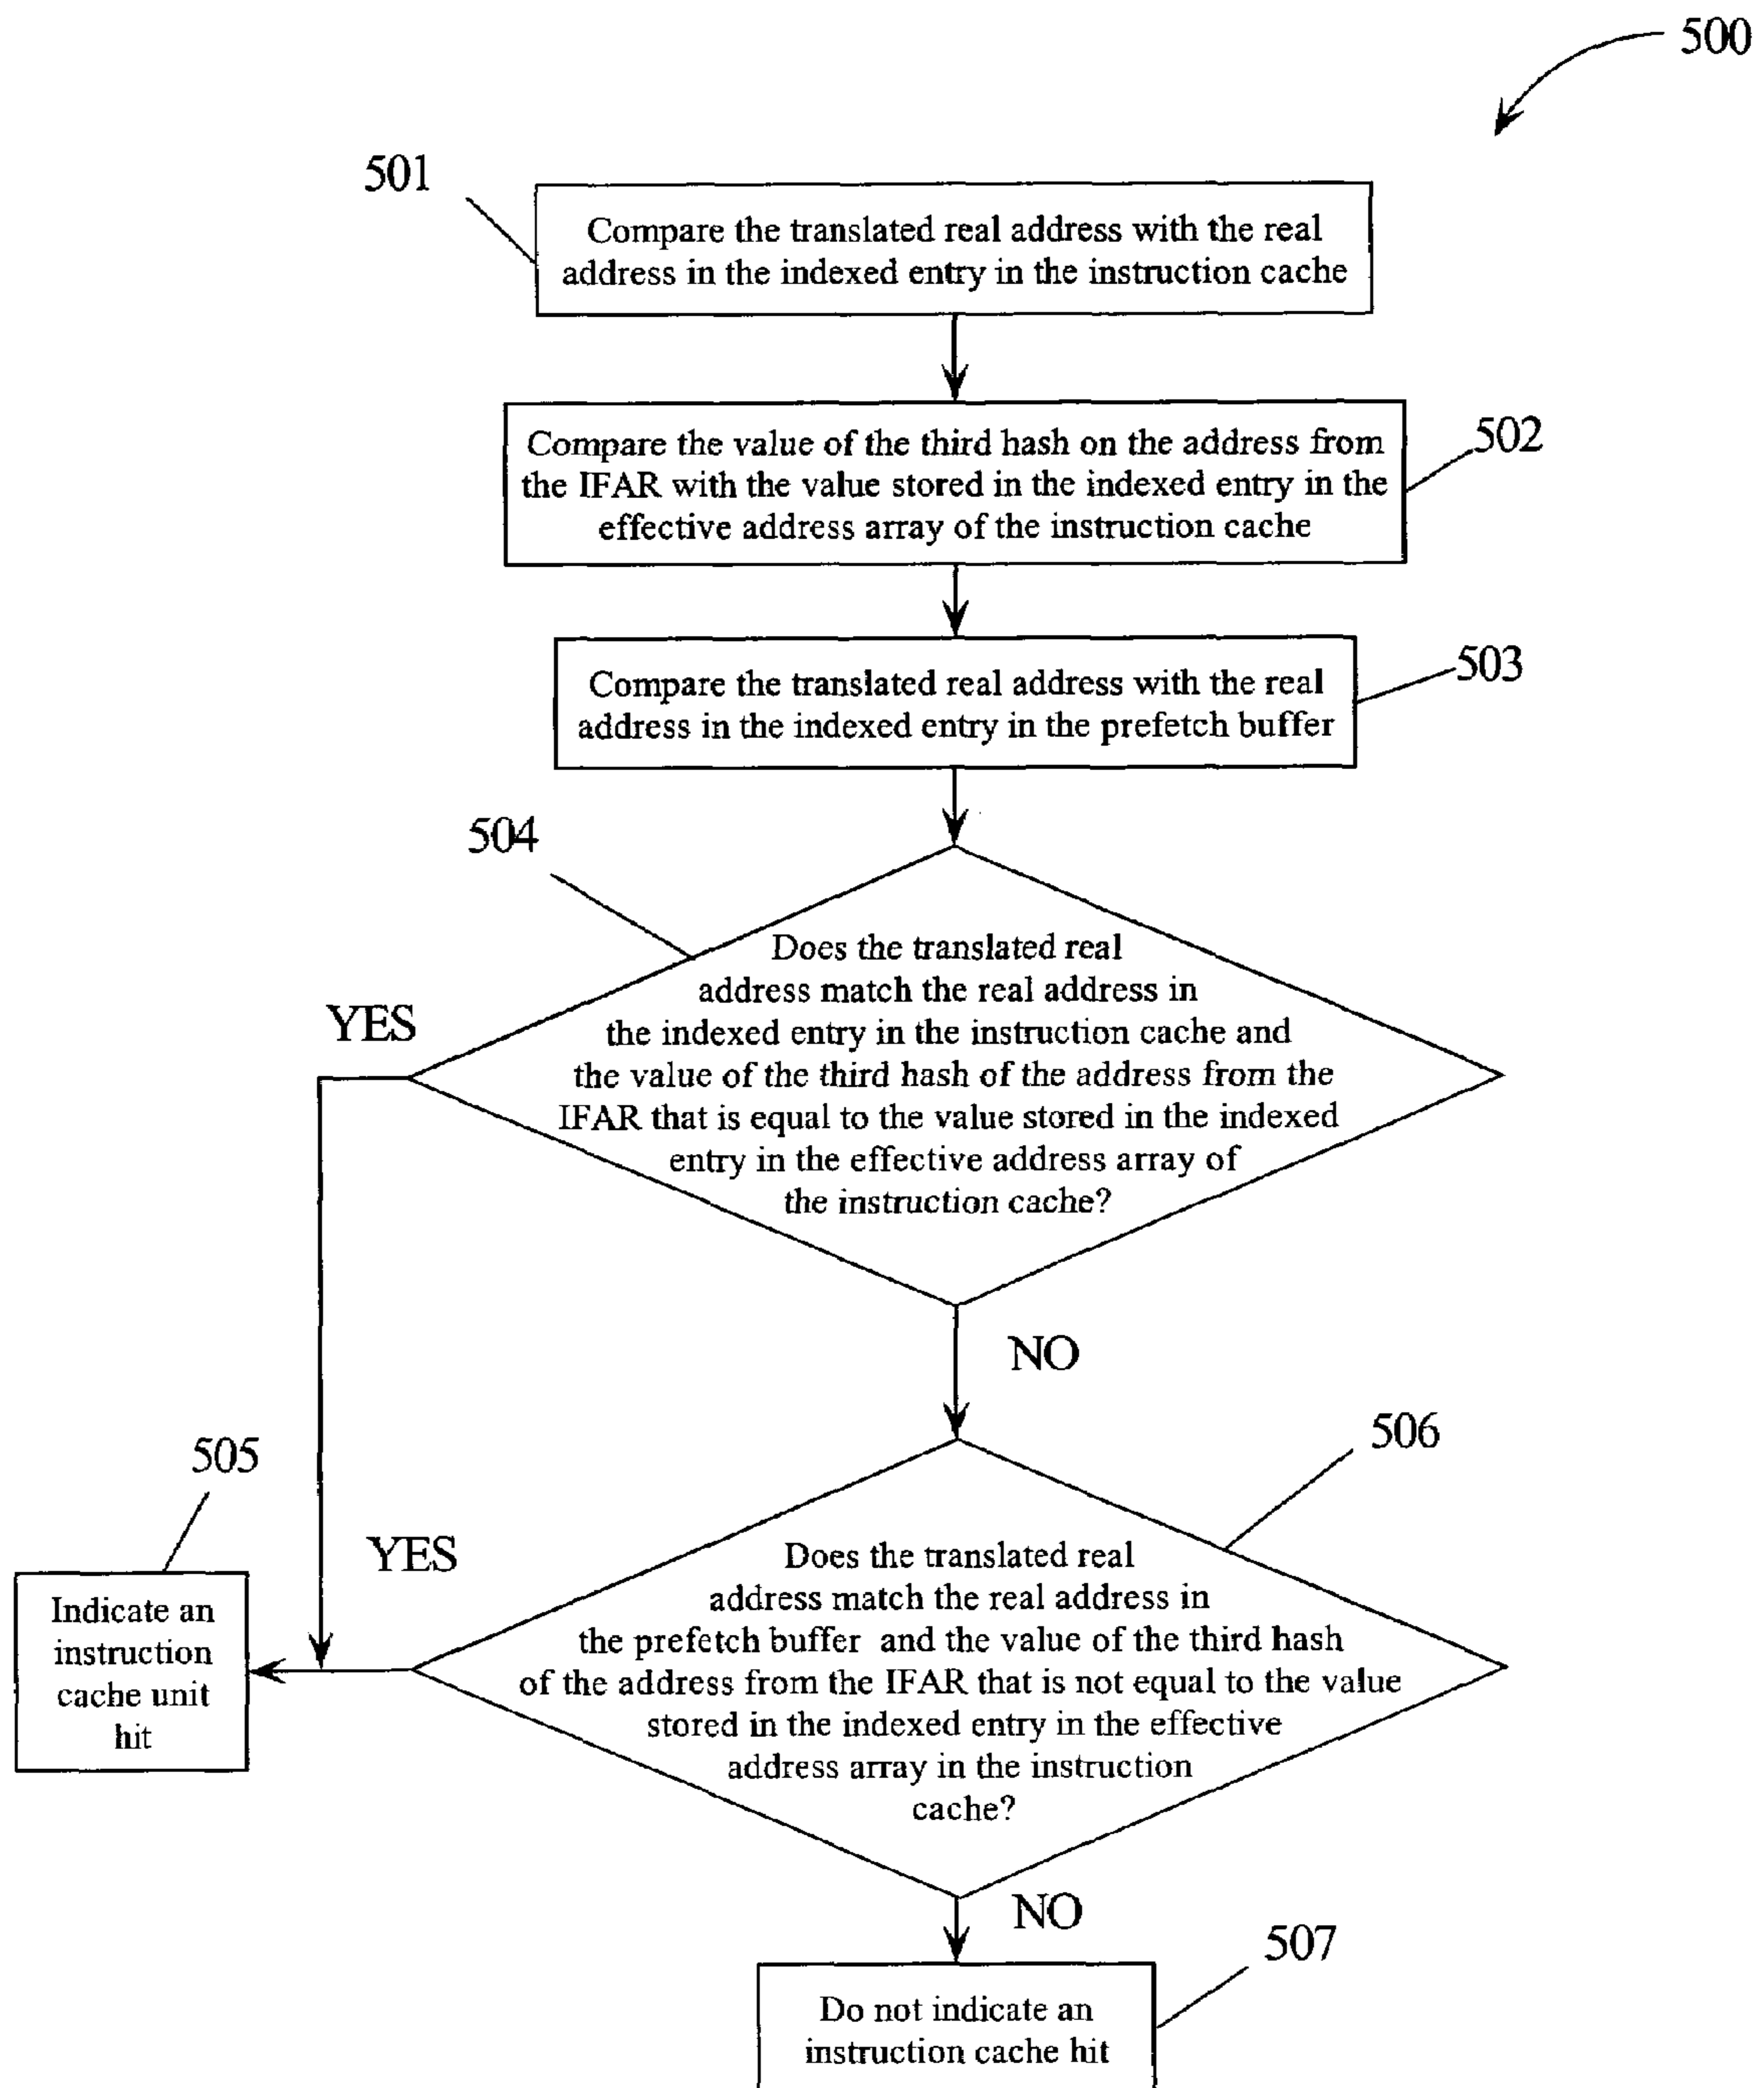 500
501
Compare the translated real address with the real
address in the indexed entry in the instruction cache
Compare the value of the third hash on the address from
the IFAR with the value stored in the indexed entry in the
effective address array of the instruction cache
502
Compare the translated real address with the real
address in the indexed entry in the prefetch buffer
503
504
Does the translated real
address match the real address in
the indexed entry in the instruction cache and
the value of the third hash of the address from the
IFAR that is equal to the value stored in the indexed
entry in the effective address array of
the instruction cache?
YES
NO
505
506
YES
Indicate an
instruction
cache unit
hit
Does the translated real
address match the real address in
the prefetch buffer and the value of the third hash
of the address from the IFAR that is not equal to the value
stored in the indexed entry in the effective
address array in the instruction
cache?
NO
507
Do not indicate an
instruction cache hit